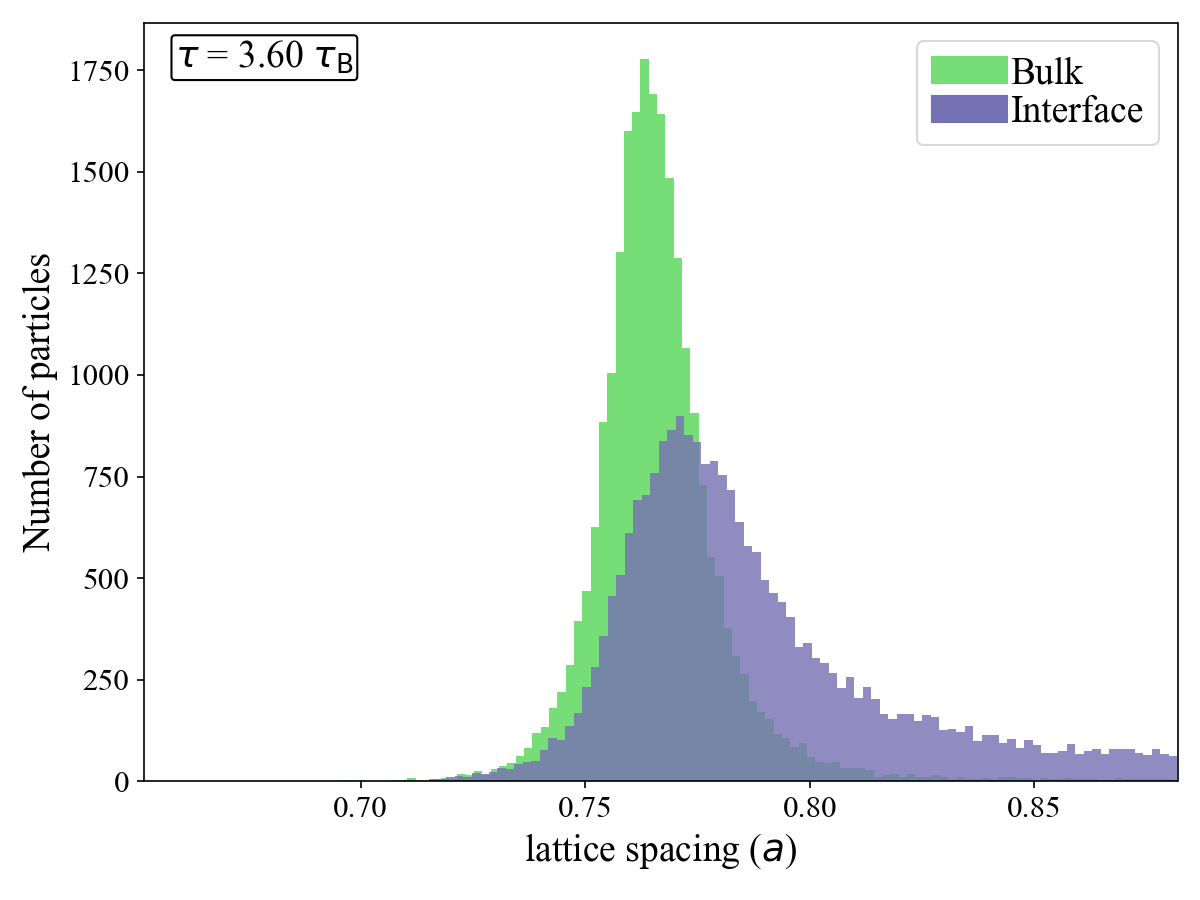 τ = 3.60 τB
Bulk
Interface
1750
1500
1250
1000
750
500
250
0
Number of particles
0.70 0.75 0.80 0.85
lattice spacing (a)